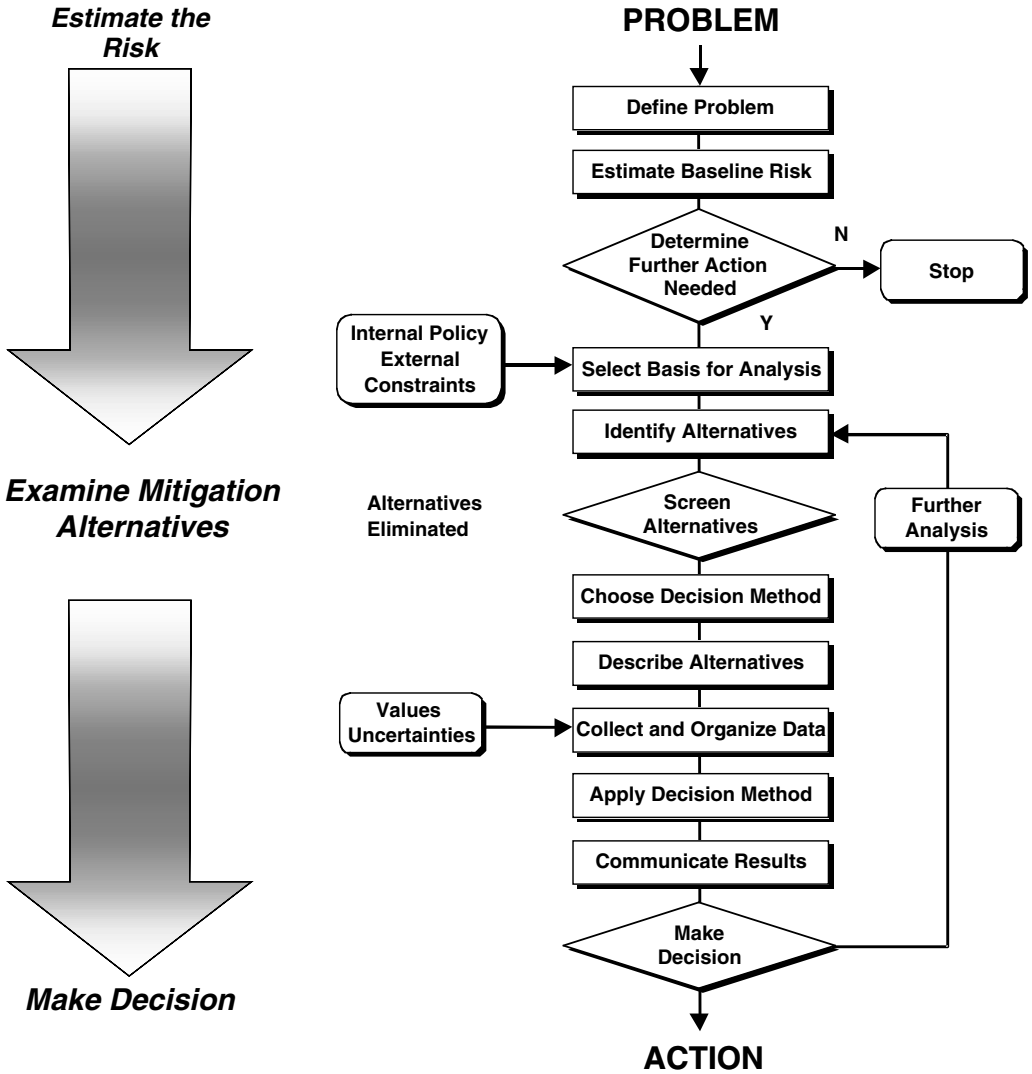 Estimate the
Risk
PROBLEM
Define Problem
Estimate Baseline Risk
Determine
Further Action
Needed
N
Stop
Y
Internal Policy
External
Constraints
Select Basis for Analysis
Identify Alternatives
Examine Mitigation
Alternatives
Alternatives
Eliminated
Screen
Alternatives
Further
Analysis
Choose Decision Method
Describe Alternatives
Values
Uncertainties
Collect and Organize Data
Apply Decision Method
Communicate Results
Make
Decision
Make Decision
ACTION